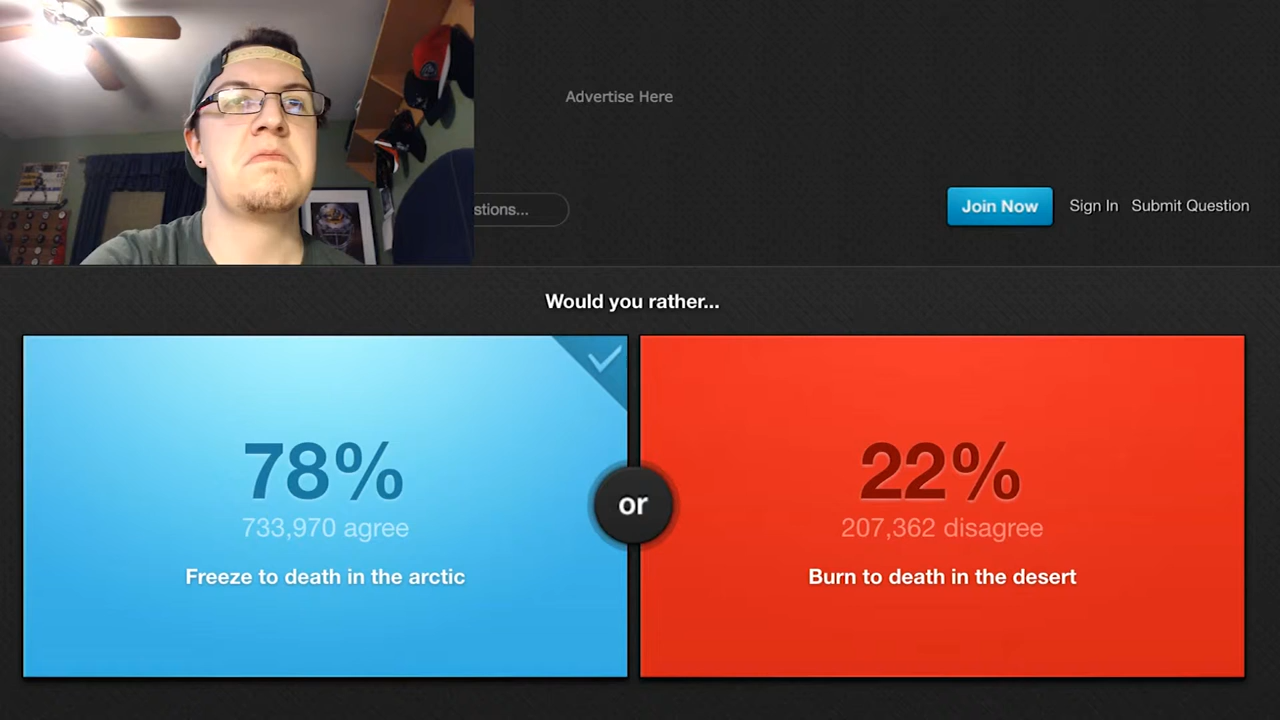 Advertise Here
stions...
Join Now
Sign In
Submit Question
Would you rather...
78%
733,970 agree
Freeze to death in the arctic
or
22%
207,362 disagree
Burn to death in the desert